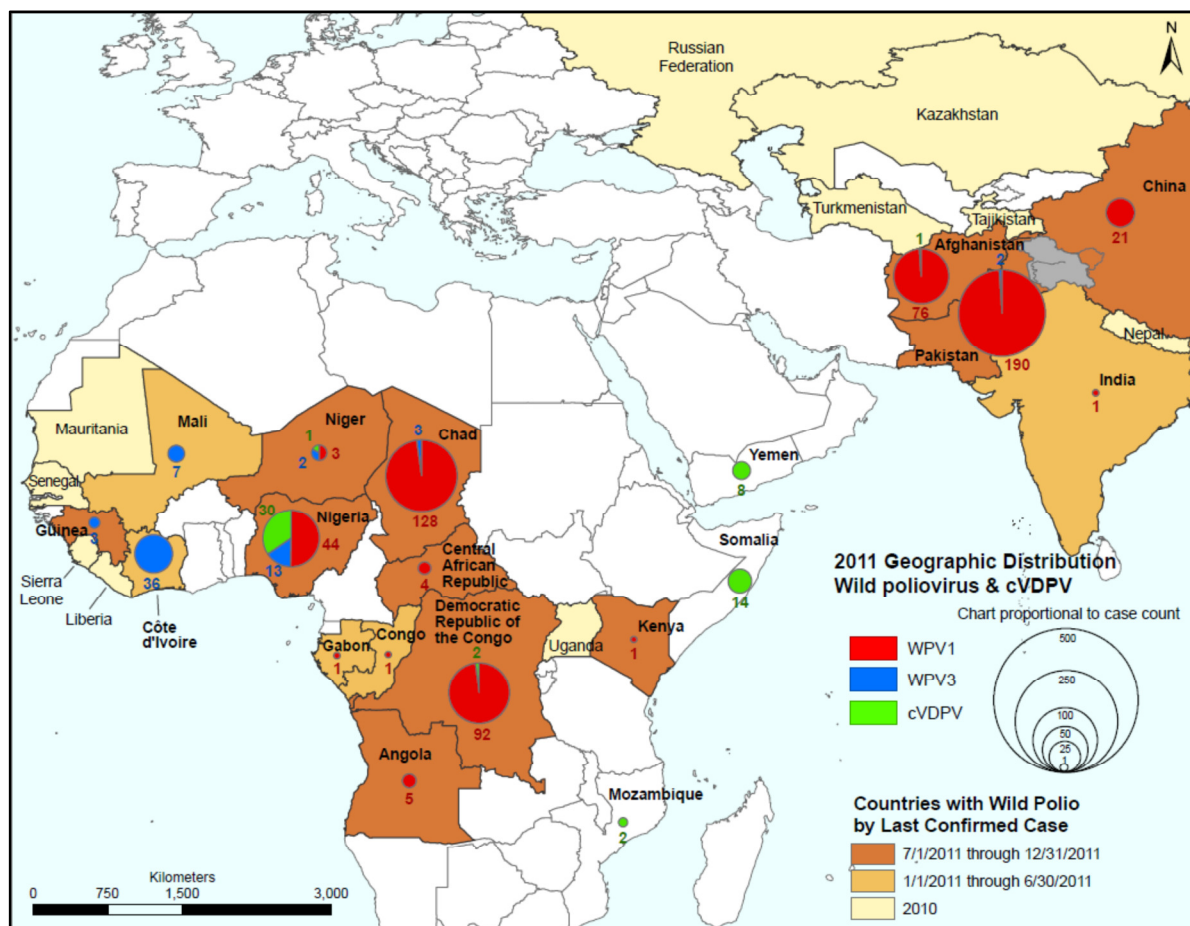 N
Russian
Federation
Kazakhstan
China
21
Turkmenistan
Tajikistan
1
Afghanistan
2
76
Nepal
Pakistan
190
India
1
Mauritania
Mali
7
Niger
1
2
3
Chad
3
128
Yemen
8
Senegal
Guinea
3
30
Nigeria
44
13
36
Sierra
Leone
Liberia
Côte
d'Ivoire
Central
African
Republic
4
Somalia
14
Democratic
Republic of
the Congo
2
92
Gabon
1
Congo
1
Uganda
Kenya
1
Angola
5
Mozambique
2
2011 Geographic Distribution
Wild poliovirus & cVDPV
Chart proportional to case count
WPV1
WPV3
cVDPV
500
250
100
50
25
1
Countries with Wild Polio
by Last Confirmed Case
7/1/2011 through 12/31/2011
1/1/2011 through 6/30/2011
2010
Kilometers
0 750 1,500 3,000